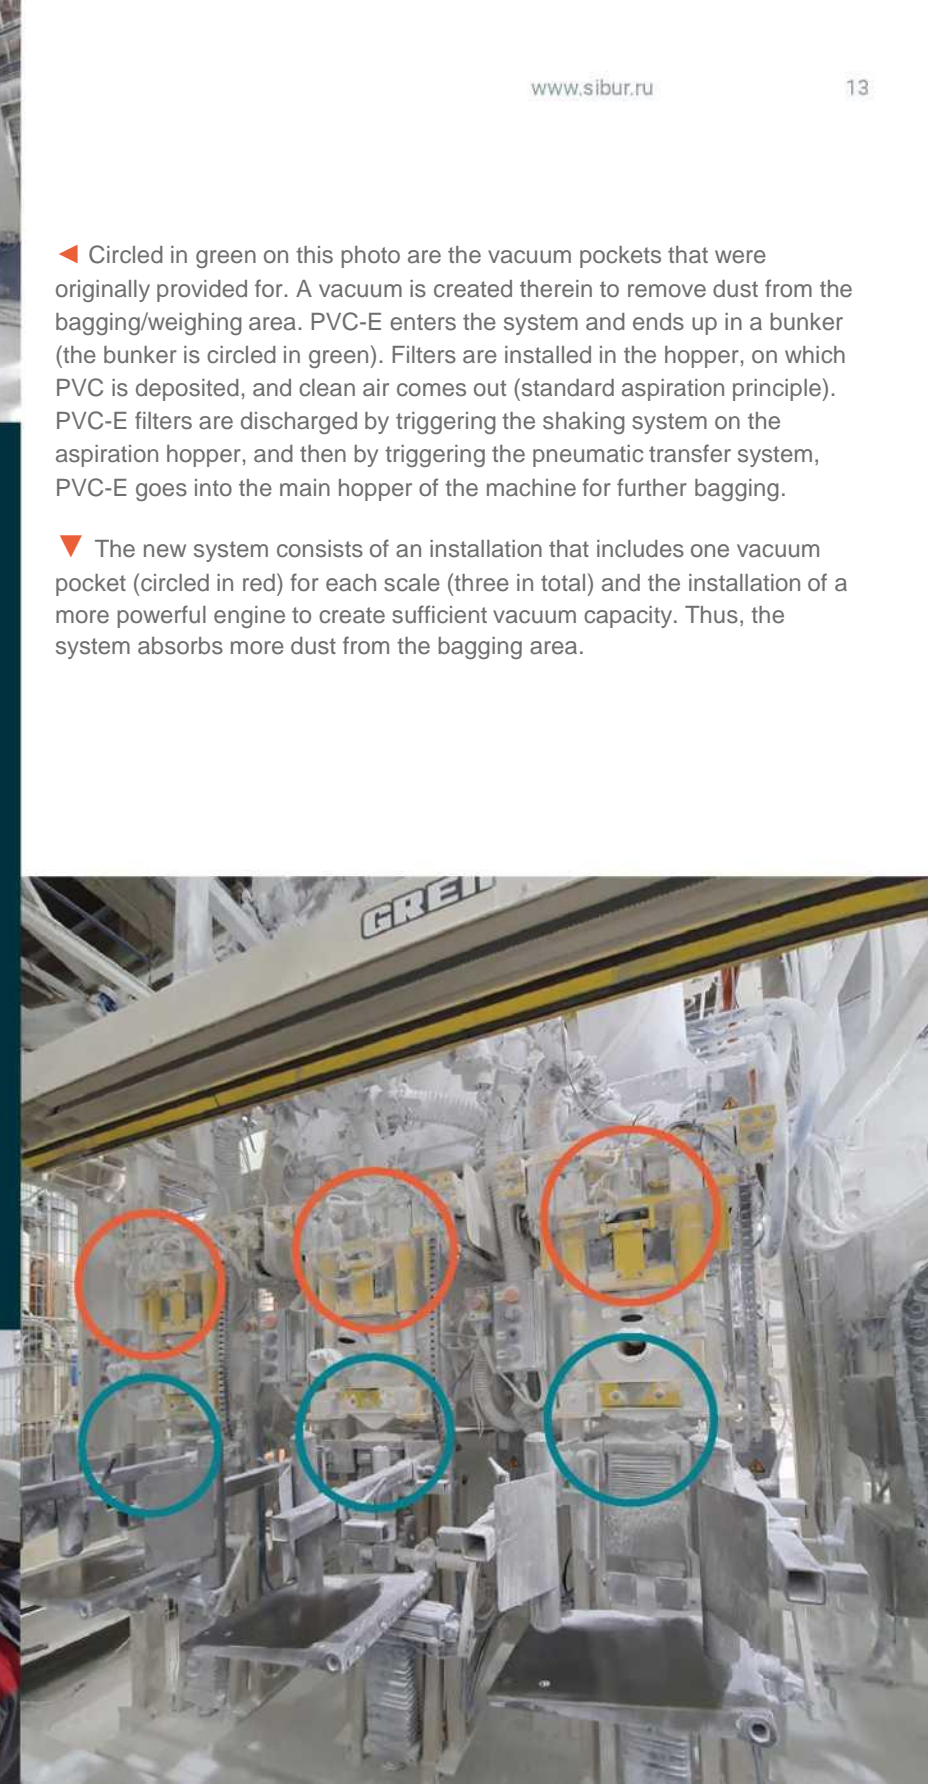 www.sibur.ru 13
◄ Circled in green on this photo are the vacuum pockets that were
originally provided for. A vacuum is created therein to remove dust from the
bagging/weighing area. PVC-E enters the system and ends up in a bunker
(the bunker is circled in green). Filters are installed in the hopper, on which
PVC is deposited, and clean air comes out (standard aspiration principle).
PVC-E filters are discharged by triggering the shaking system on the
aspiration hopper, and then by triggering the pneumatic transfer system,
PVC-E goes into the main hopper of the machine for further bagging.
▼ The new system consists of an installation that includes one vacuum
pocket (circled in red) for each scale (three in total) and the installation of a
more powerful engine to create sufficient vacuum capacity. Thus, the
system absorbs more dust from the bagging area.